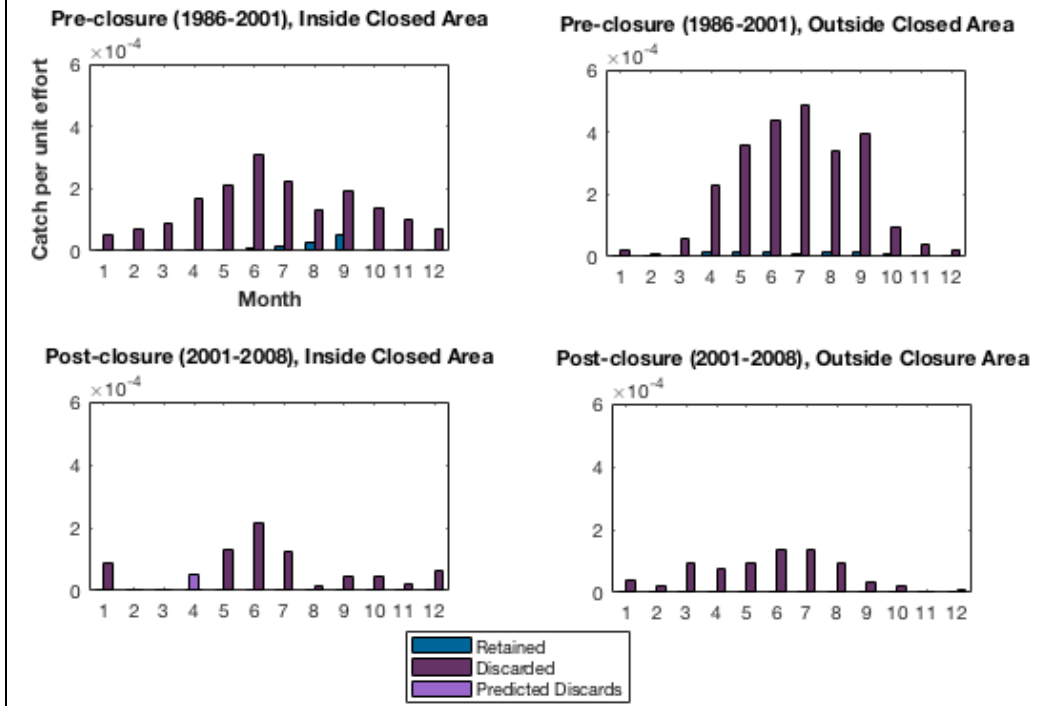 Pre-closure (1986-2001), Inside Closed Area
×10⁻⁴
6
4
2
0
Catch per unit effort
1 2 3 4 5 6 7 8 9 10 11 12
Month
Pre-closure (1986-2001), Outside Closed Area
×10⁻⁴
6
4
2
0
1 2 3 4 5 6 7 8 9 10 11 12
Post-closure (2001-2008), Inside Closed Area
×10⁻⁴
6
4
2
0
1 2 3 4 5 6 7 8 9 10 11 12
Post-closure (2001-2008), Outside Closure Area
×10⁻⁴
6
4
2
0
1 2 3 4 5 6 7 8 9 10 11 12
Retained
Discarded
Predicted Discards